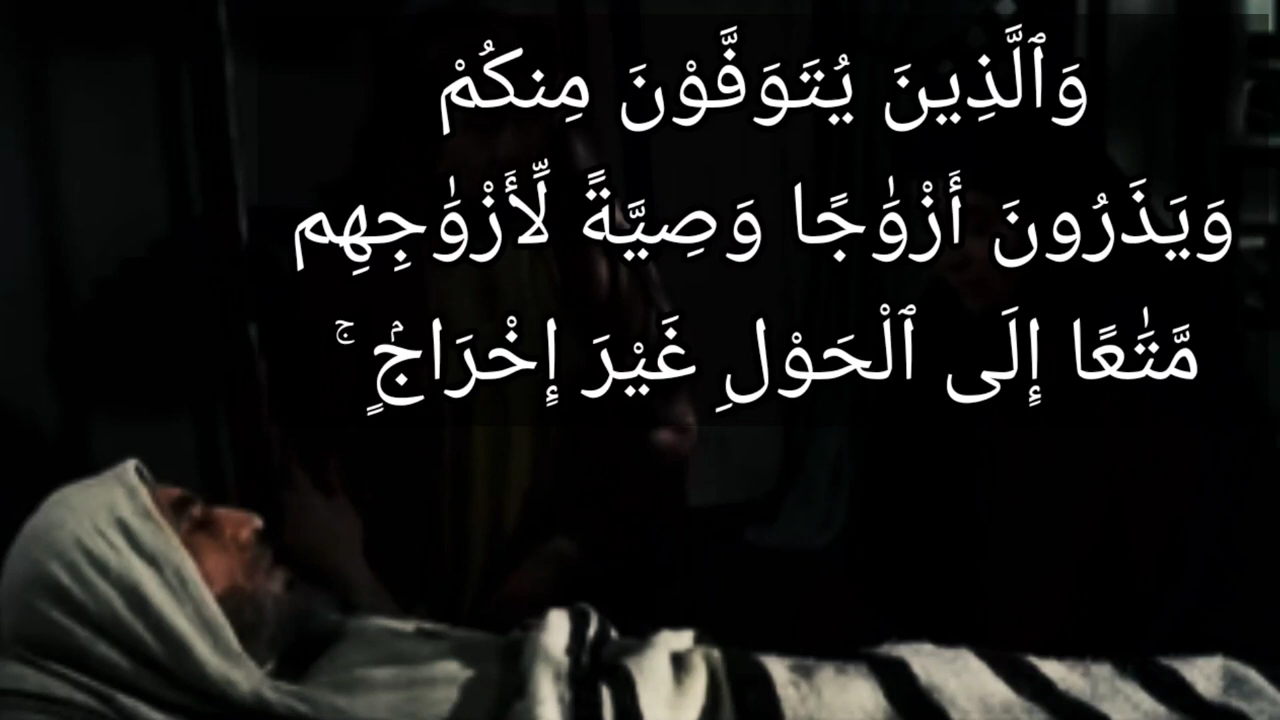 وَٱلَّذِينَ يُتَوَفَّوْنَ مِنكُمْ
وَيَذَرُونَ أَزْوَٰجًا وَصِيَّةً لِّأَزْوَٰجِهِم
مَّتَٰعًا إِلَى ٱلْحَوْلِ غَيْرَ إِخْرَاجٍۢ ۚ